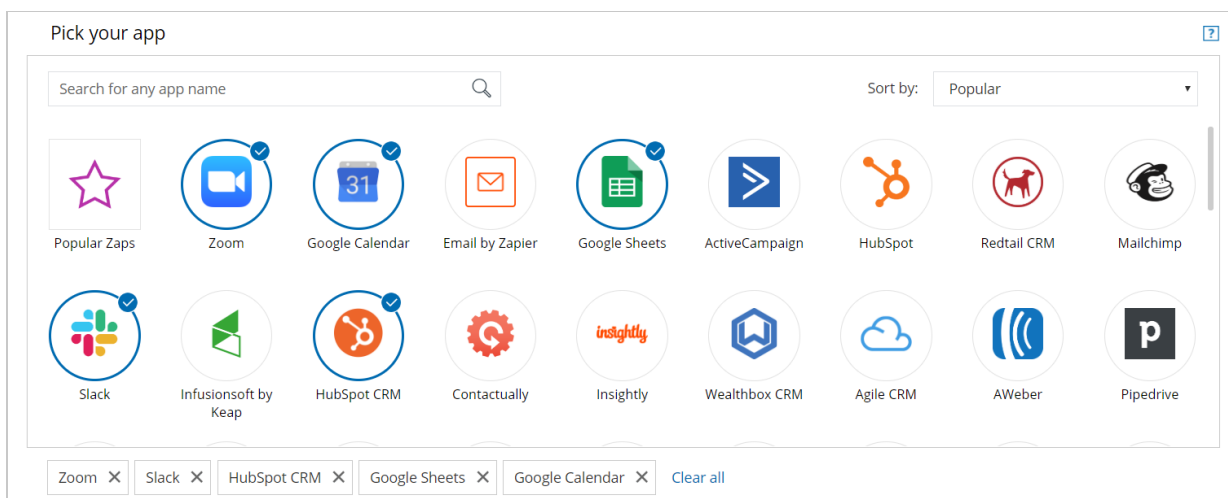 Pick your app
?
Search for any app name
Sort by: Popular
31
Popular Zaps Zoom Google Calendar Email by Zapier Google Sheets ActiveCampaign HubSpot Redtail CRM Mailchimp
insightly
p
Slack Infusionsoft by Keap HubSpot CRM Contactually Insightly Wealthbox CRM Agile CRM AWeber Pipedrive
Zoom X Slack X HubSpot CRM X Google Sheets X Google Calendar X Clear all